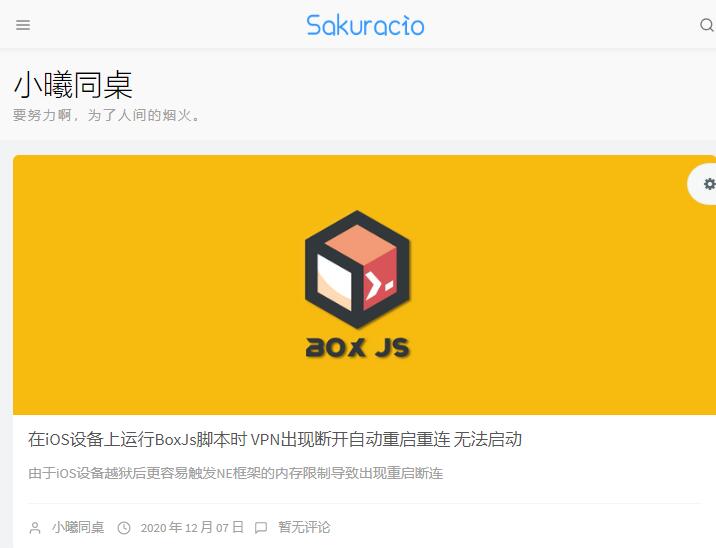 Sakuracio
小曦同桌
要努力啊，为了人间的烟火。
BOX JS
在iOS设备上运行BoxJs脚本时 VPN出现断开自动重启重连 无法启动
由于iOS设备越狱后更容易触发NE框架的内存限制导致出现重启断连
小曦同桌 2020 年 12 月 07 日 暂无评论